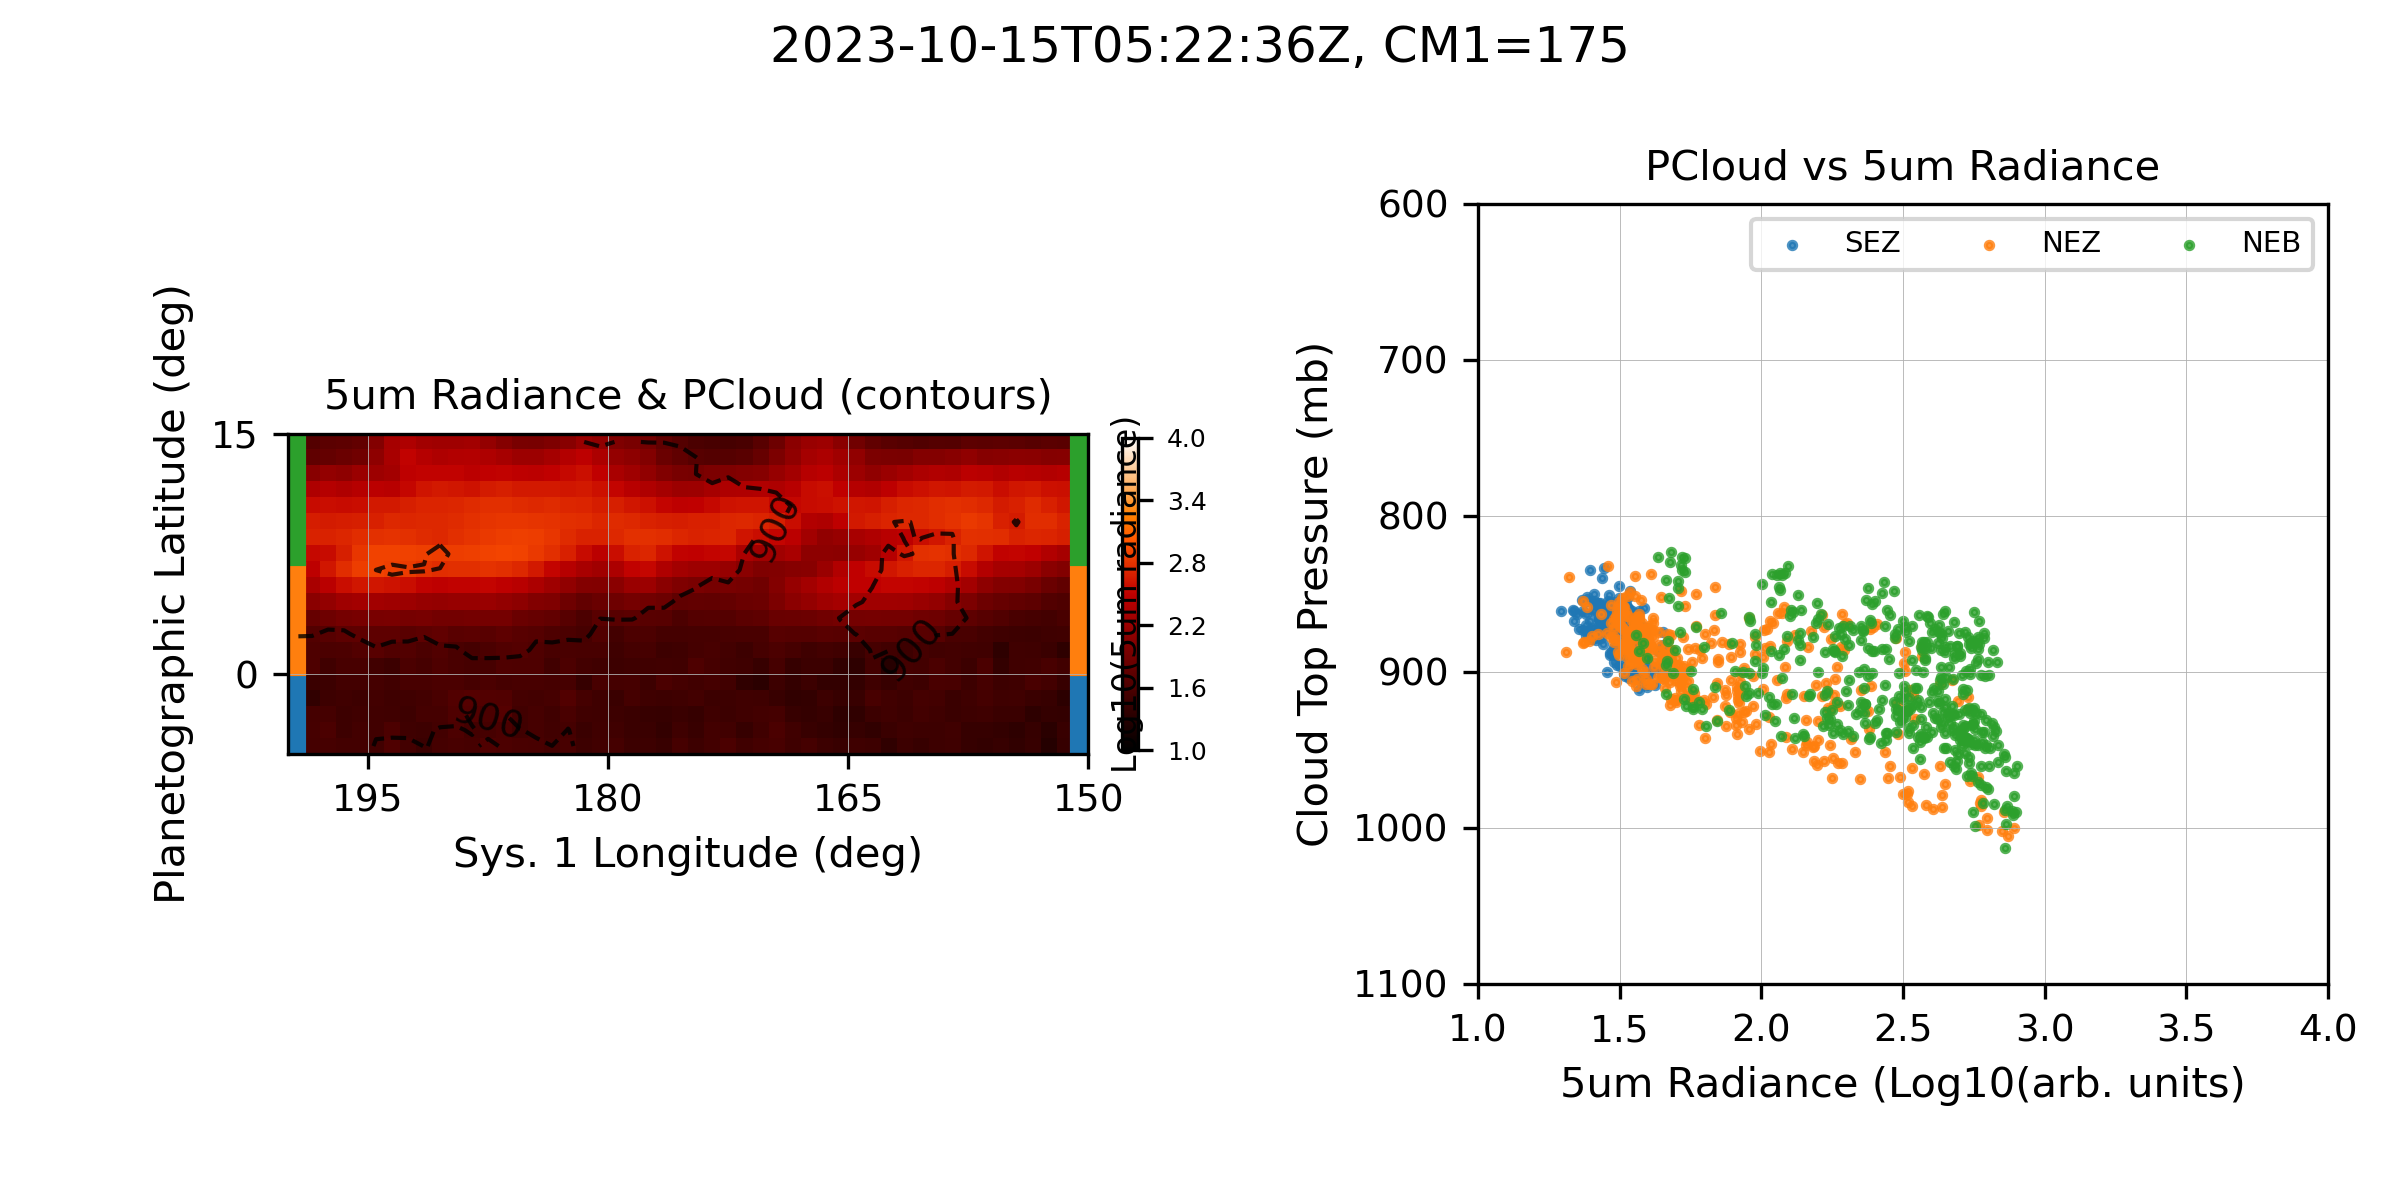 2023-10-15T05:22:36Z, CM1=175
5um Radiance & PCloud (contours)
Planetographic Latitude (deg)
15
0
900
900
900
195
180
165
150
Sys. 1 Longitude (deg)
Log10(5um radiance)
4.0
3.4
2.8
2.2
1.6
1.0
PCloud vs 5um Radiance
SEZ NEZ NEB
Cloud Top Pressure (mb)
600
700
800
900
1000
1100
1.0 1.5 2.0 2.5 3.0 3.5 4.0
5um Radiance (Log10(arb. units)